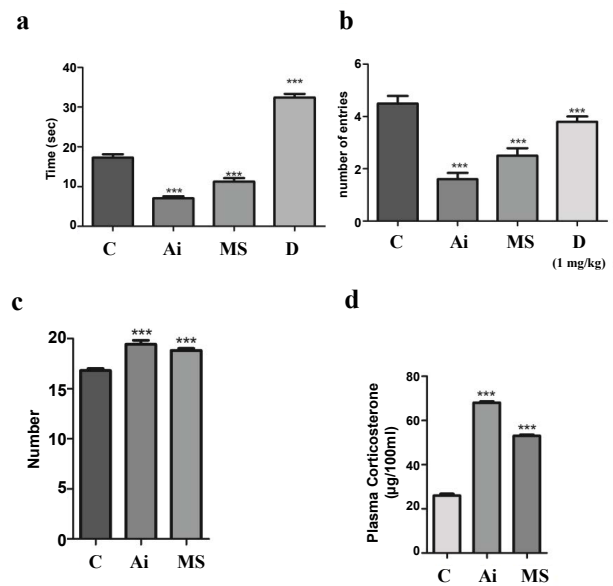 a
Time (sec)
40
30
20
10
0
***
***
***
C Ai MS D
b
number of entries
6
4
2
0
***
***
***
C Ai MS D
(1 mg/kg)
c
Number
20
15
10
5
0
***
***
C Ai MS
d
Plasma Corticosterone
(µg/100ml)
80
60
40
20
0
***
***
C Ai MS